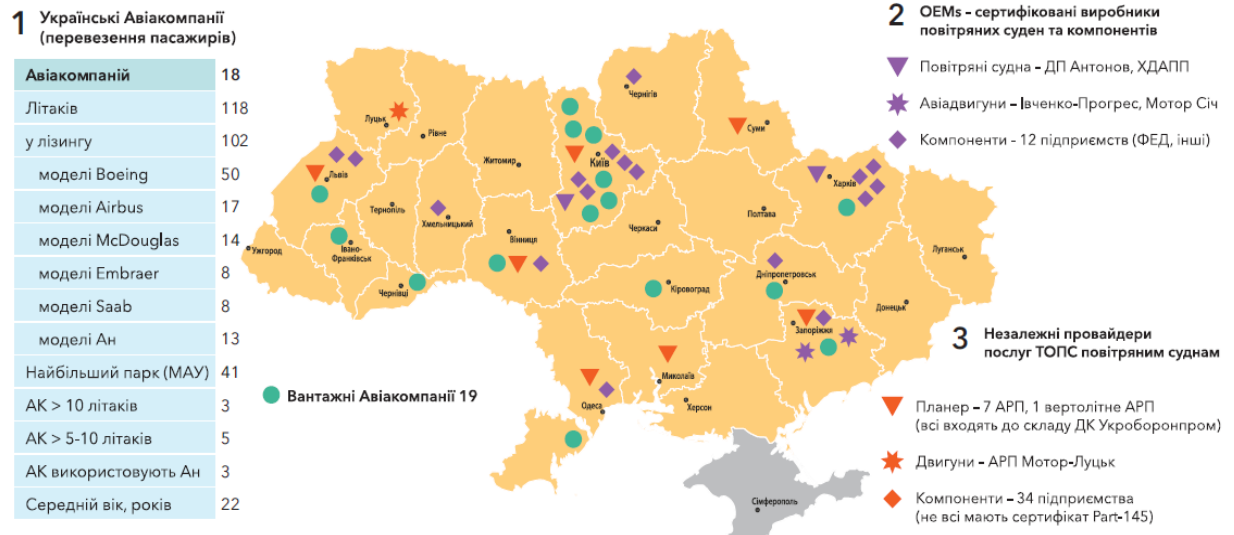 1 Українські Авіакомпанії
(перевезення пасажирів)
Авіакомпаній 18
Літаків 118
у лізингу 102
моделі Boeing 50
моделі Airbus 17
моделі McDouglas 14
моделі Embraer 8
моделі Saab 8
моделі Ан 13
Найбільший парк (МАУ) 41
АК > 10 літаків 3
АК > 5-10 літаків 5
АК використовують Ан 3
Середній вік, років 22
Вантажні Авіакомпанії 19
Луцьк
Рівне
Житомир
Київ
Чернігів
Суми
Львів
Тернопіль
Хмельницький
Вінниця
Черкаси
Полтава
Харків
Луганськ
Ужгород
Івано-
Франківськ
Чернівці
Кіровоград
Дніпропетровськ
Донецьк
Запоріжжя
Миколаїв
Одеса
Херсон
Сімферополь
2 OEMs – сертифіковані виробники
повітряних суден та компонентів
Повітряні судна – ДП Антонов, ХДАПП
Авіадвигуни – Івченко-Прогрес, Мотор Січ
Компоненти - 12 підприємств (ФЕД, інші)
3 Незалежні провайдери
послуг ТОПС повітряним суднам
Планер – 7 АРП, 1 вертолітне АРП
(всі входять до складу ДК Укроборонпром)
Двигуни – АРП Мотор-Луцьк
Компоненти – 34 підприємства
(не всі мають сертифікат Part-145)